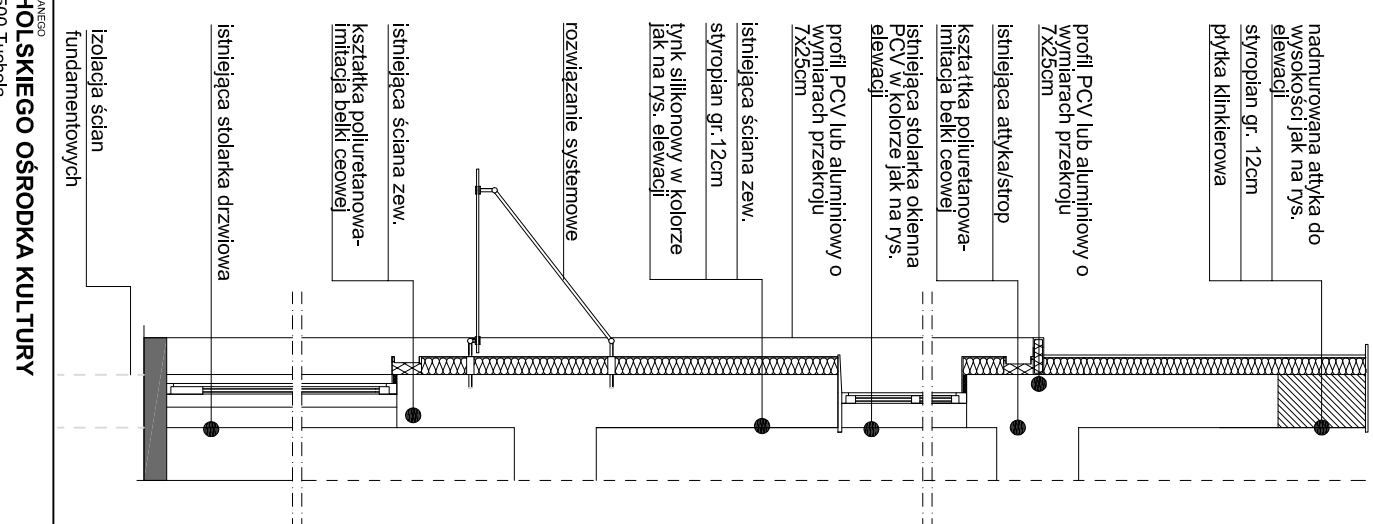 nadmurowana attyka do
wysokości jak na rys.
elewacji
styropian gr. 12cm
płytka klinkierowa
profil PCV lub aluminiowy o
wymiarach przekroju
7x25cm
istniejąca attyka/strop
kształtka poliuretanowa-
imitacja belki ceowej
istniejąca stolarka okienna
PCV w kolorze jak na rys.
elewacji
profil PCV lub aluminiowy o
wymiarach przekroju
7x25cm
istniejąca ściana zew.
styropian gr.12cm
tynk silikonowy w kolorze
jak na rys. elewacji
rozwiązanie systemowe
istniejąca ściana zew.
kształtka poliuretanowa-
imitacja belki ceowej
istniejąca stolarka drzwiowa
izolacja ścian
fundamentowych
ANEGO
HOLSKIEGO OŚRODKA KULTURY